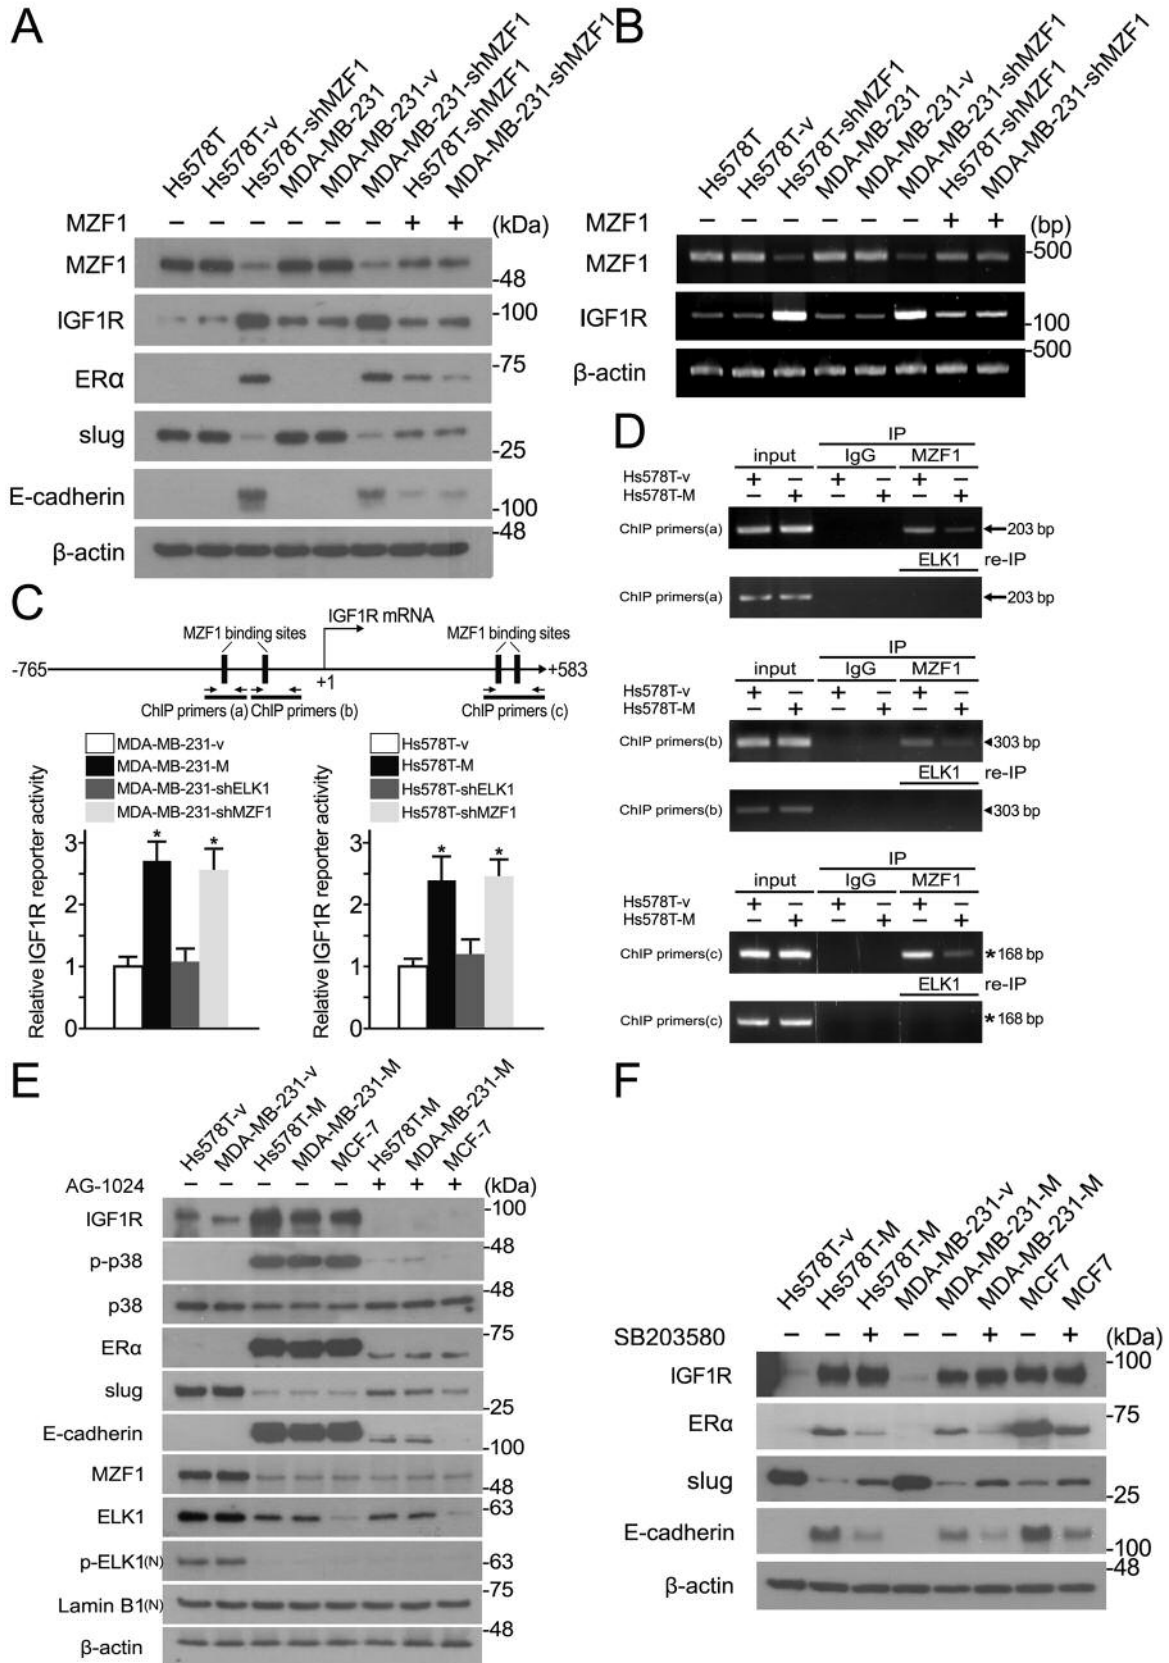 A
Hs578T
Hs578T-v
Hs578T-shMZF1
MDA-MB-231
MDA-MB-231-v
MDA-MB-231-shMZF1
Hs578T-shMZF1
MDA-MB-231-shMZF1
MZF1 − − − − − − + + (kDa)
MZF1 -48
IGF1R -100
ERα -75
slug -25
E-cadherin -100
β-actin -48
B
Hs578T
Hs578T-v
Hs578T-shMZF1
MDA-MB-231
MDA-MB-231-v
MDA-MB-231-shMZF1
Hs578T-shMZF1
MDA-MB-231-shMZF1
MZF1 − − − − − − + + (bp)
MZF1 -500
IGF1R -100
β-actin -500
C
IGF1R mRNA
MZF1 binding sites MZF1 binding sites
-765 +1 +583
ChIP primers (a) ChIP primers (b) ChIP primers (c)
MDA-MB-231-v
MDA-MB-231-M
MDA-MB-231-shELK1
MDA-MB-231-shMZF1
Relative IGF1R reporter activity
3
2
1
0
* *
Hs578T-v
Hs578T-M
Hs578T-shELK1
Hs578T-shMZF1
Relative IGF1R reporter activity
3
2
1
0
* *
D
IP
input IgG MZF1
Hs578T-v + − + − + −
Hs578T-M − + − + − +
ChIP primers(a) 203 bp
ELK1 re-IP
ChIP primers(a) 203 bp
IP
input IgG MZF1
Hs578T-v + − + − + −
Hs578T-M − + − + − +
ChIP primers(b) 303 bp
ELK1 re-IP
ChIP primers(b) 303 bp
IP
input IgG MZF1
Hs578T-v + − + − + −
Hs578T-M − + − + − +
ChIP primers(c) *168 bp
ELK1 re-IP
ChIP primers(c) *168 bp
E
Hs578T-v
MDA-MB-231-v
Hs578T-M
MDA-MB-231-M
MCF-7
Hs578T-M
MDA-MB-231-M
MCF-7
AG-1024 − − − − − + + + (kDa)
IGF1R -100
p-p38 -48
p38 -48
ERα -75
slug -25
E-cadherin -100
MZF1 -48
ELK1 -63
p-ELK1(N) -63
Lamin B1(N) -75
β-actin -48
F
Hs578T-v
Hs578T-M
Hs578T-M
MDA-MB-231-v
MDA-MB-231-M
MDA-MB-231-M
MCF7
MCF7
SB203580 − − + − − + − + (kDa)
IGF1R -100
ERα -75
slug -25
E-cadherin -100
β-actin -48